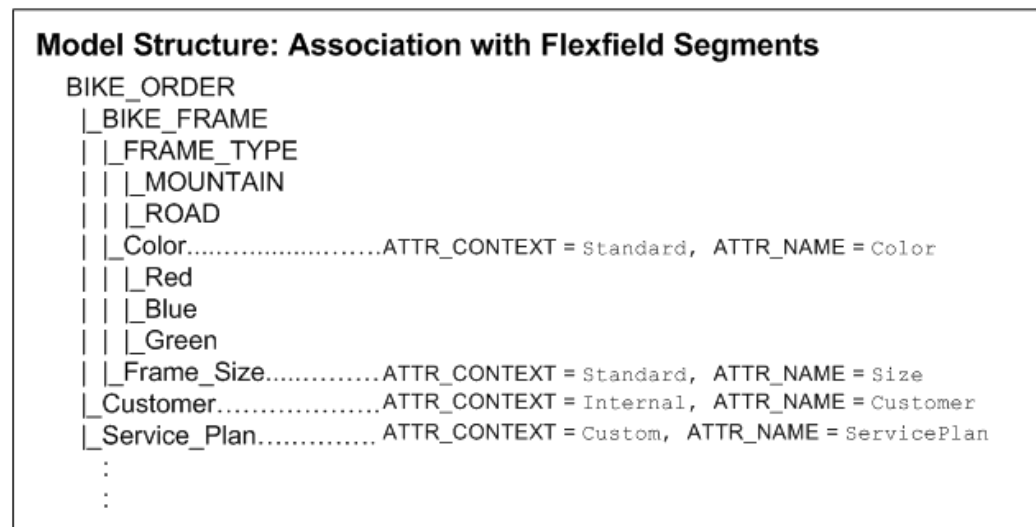 Model Structure: Association with Flexfield Segments
BIKE_ORDER
|_BIKE_FRAME
| |_FRAME_TYPE
| | |_MOUNTAIN
| | |_ROAD
| |_Color.......................ATTR_CONTEXT = Standard, ATTR_NAME = Color
| | |_Red
| | |_Blue
| | |_Green
| |_Frame_Size..............ATTR_CONTEXT = Standard, ATTR_NAME = Size
|_Customer...................ATTR_CONTEXT = Internal, ATTR_NAME = Customer
|_Service_Plan.............. ATTR_CONTEXT = Custom, ATTR_NAME = ServicePlan
:
: